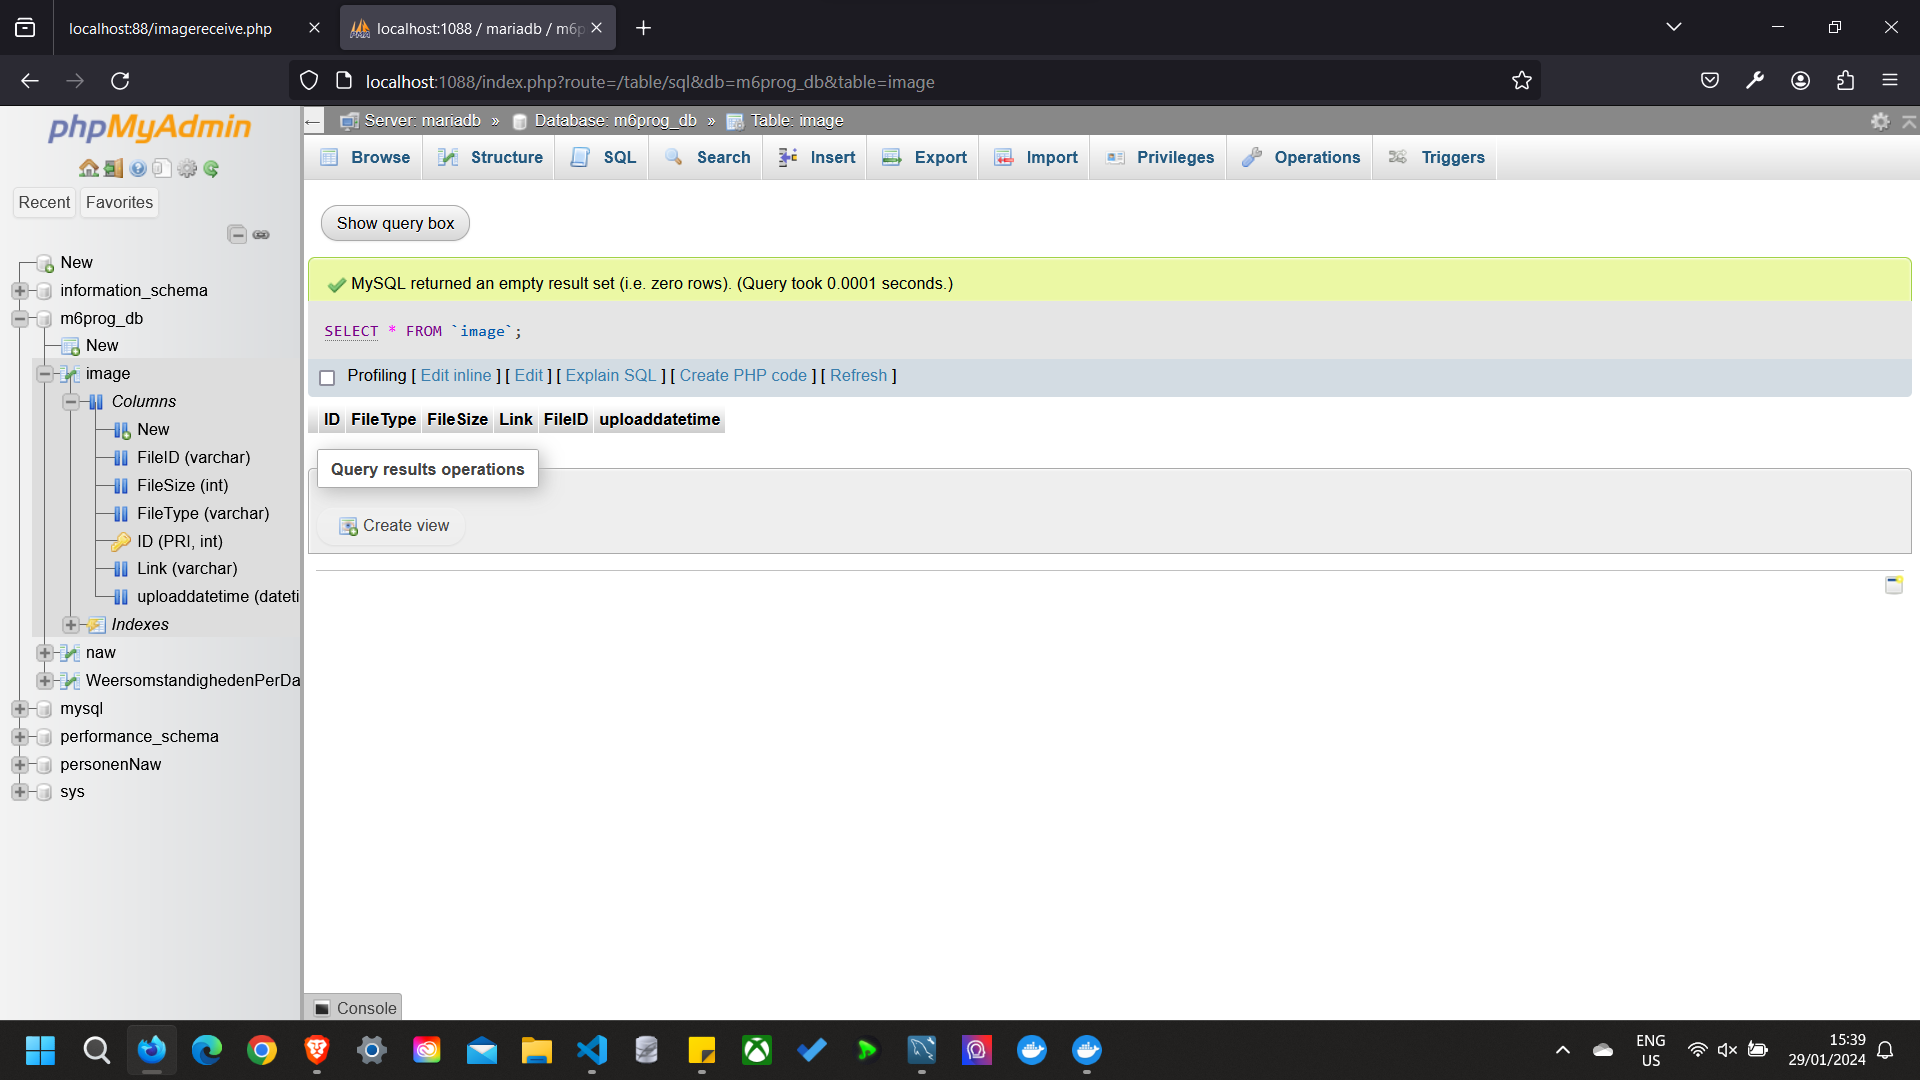 localhost:88/imagereceive.php
localhost:1088 / mariadb / m6p
localhost:1088/index.php?route=/table/sql&db=m6prog_db&table=image
phpMyAdmin
Recent
Favorites
New
information_schema
m6prog_db
New
image
Columns
New
FileID (varchar)
FileSize (int)
FileType (varchar)
ID (PRI, int)
Link (varchar)
uploaddatetime (dateti
Indexes
naw
WeersomstandighedenPerDa
mysql
performance_schema
personenNaw
sys
Server: mariadb » Database: m6prog_db » Table: image
Browse
Structure
SQL
Search
Insert
Export
Import
Privileges
Operations
Triggers
Show query box
MySQL returned an empty result set (i.e. zero rows). (Query took 0.0001 seconds.)
SELECT * FROM `image`;
Profiling [ Edit inline ] [ Edit ] [ Explain SQL ] [ Create PHP code ] [ Refresh ]
ID FileType FileSize Link FileID uploaddatetime
Query results operations
Create view
Console
ENG
US
15:39
29/01/2024